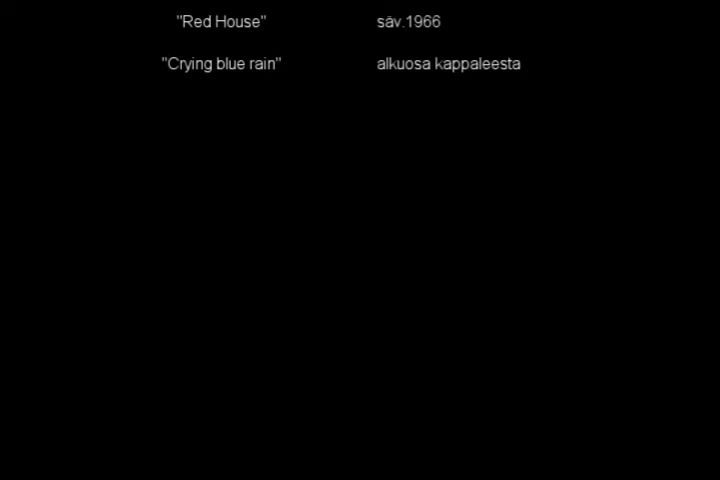 "Red House" säv.1966
"Crying blue rain" alkuosa kappaleesta